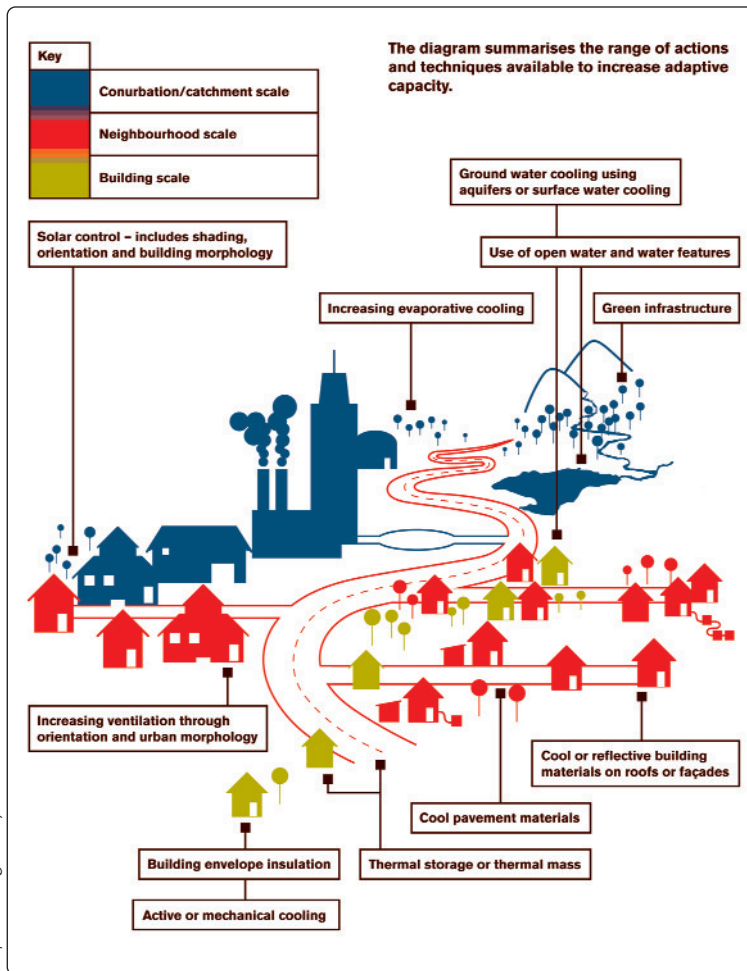 Key
Conurbation/catchment scale
Neighbourhood scale
Building scale
The diagram summarises the range of actions
and techniques available to increase adaptive
capacity.
Ground water cooling using
aquifers or surface water cooling
Solar control – includes shading,
orientation and building morphology
Use of open water and water features
Increasing evaporative cooling
Green infrastructure
Increasing ventilation through
orientation and urban morphology
Cool or reflective building
materials on roofs or façades
Cool pavement materials
Building envelope insulation
Thermal storage or thermal mass
Active or mechanical cooling